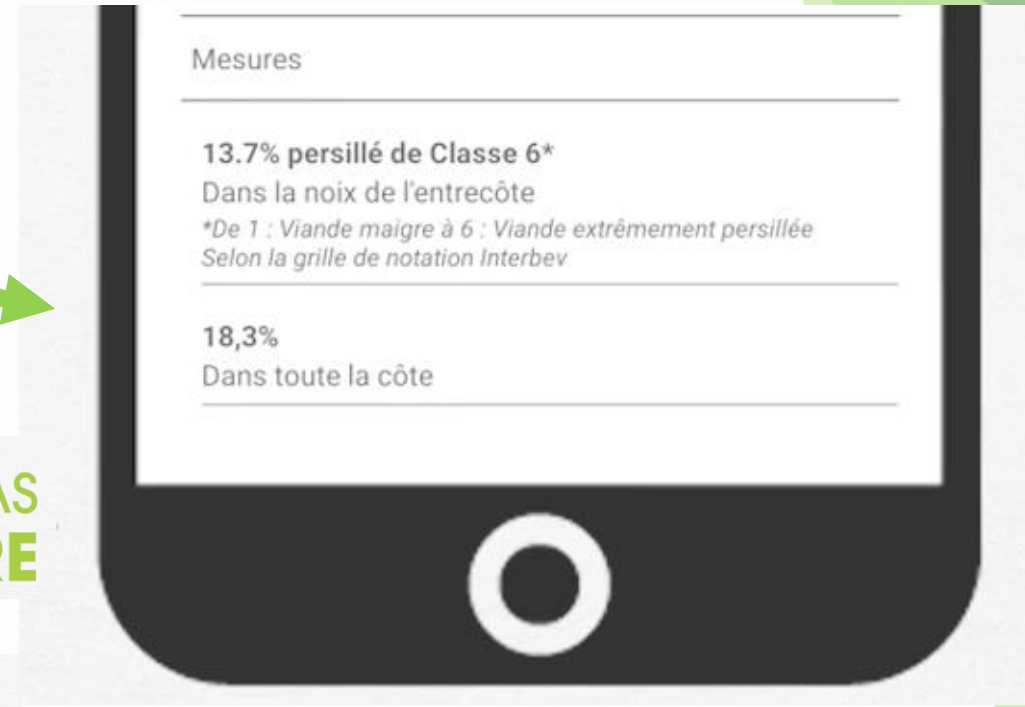 Mesures
13.7% persillé de Classe 6*
Dans la noix de l'entrecôte
*De 1 : Viande maigre à 6 : Viande extrêmement persillée
Selon la grille de notation Interbev
18,3%
Dans toute la côte
AS
RE